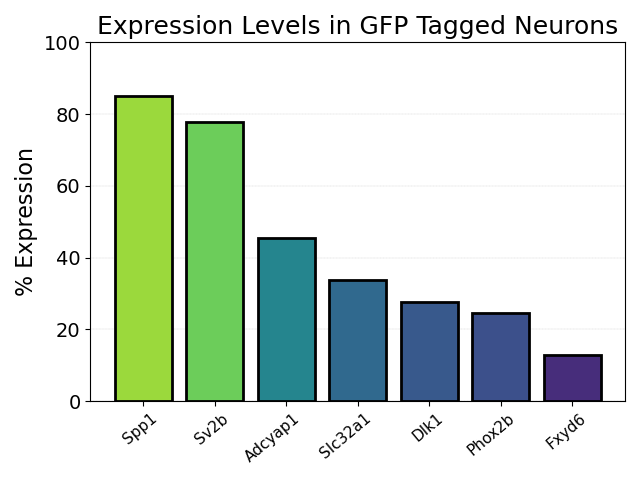 Expression Levels in GFP Tagged Neurons
% Expression
100
80
60
40
20
0
Spp1
Sv2b
Adcyap1
Slc32a1
Dlk1
Phox2b
Fxyd6